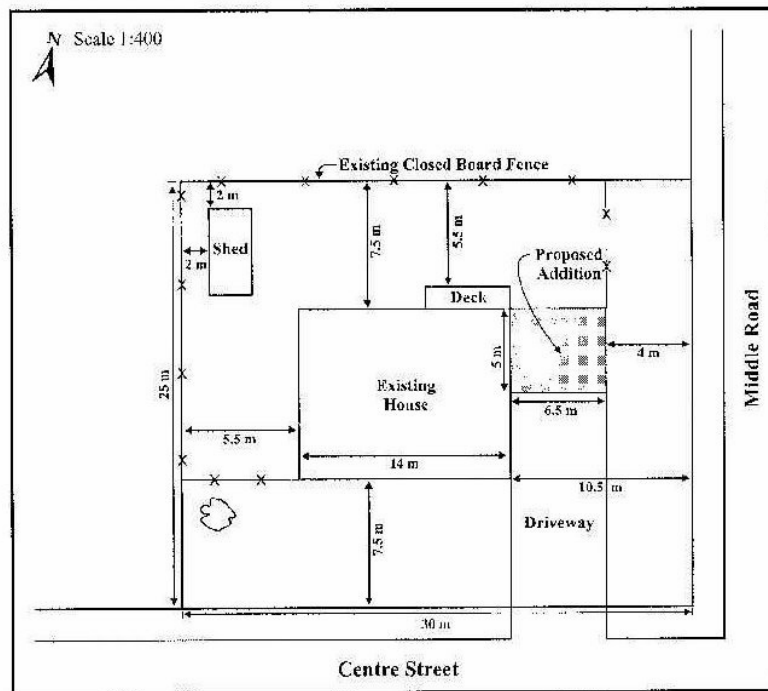 N Scale 1:400
Existing Closed Board Fence
2 m
Shed
2 m
7.5 m
5.5 m
Proposed
Addition
Deck
5 m
4 m
Middle Road
Existing
House
25 m
6.5 m
5.5 m
14 m
10.5 m
Driveway
7.5 m
30 m
Centre Street